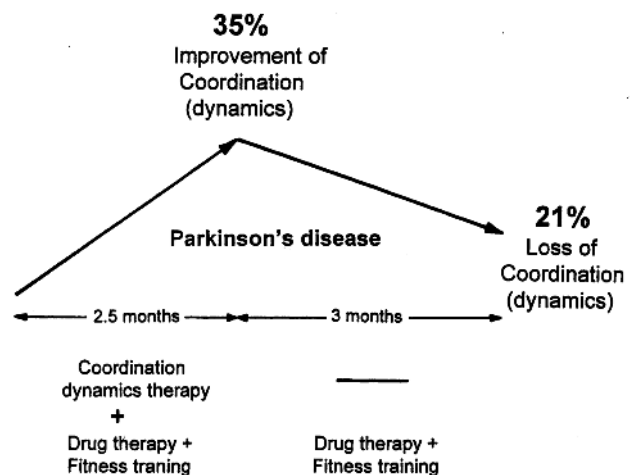 35%
Improvement of
Coordination
(dynamics)
Parkinson's disease
21%
Loss of
Coordination
(dynamics)
2.5 months
3 months
Coordination
dynamics therapy
+
Drug therapy +
Fitness traning
Drug therapy +
Fitness training